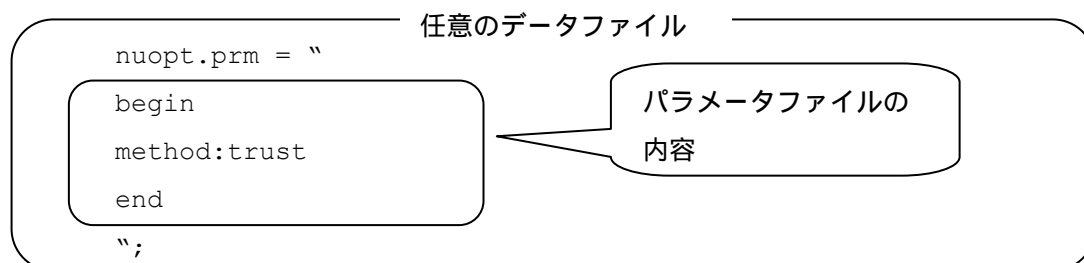 任意のデータファイル
nuopt.prm = “
begin
method:trust
end
“;
パラメータファイルの
内容